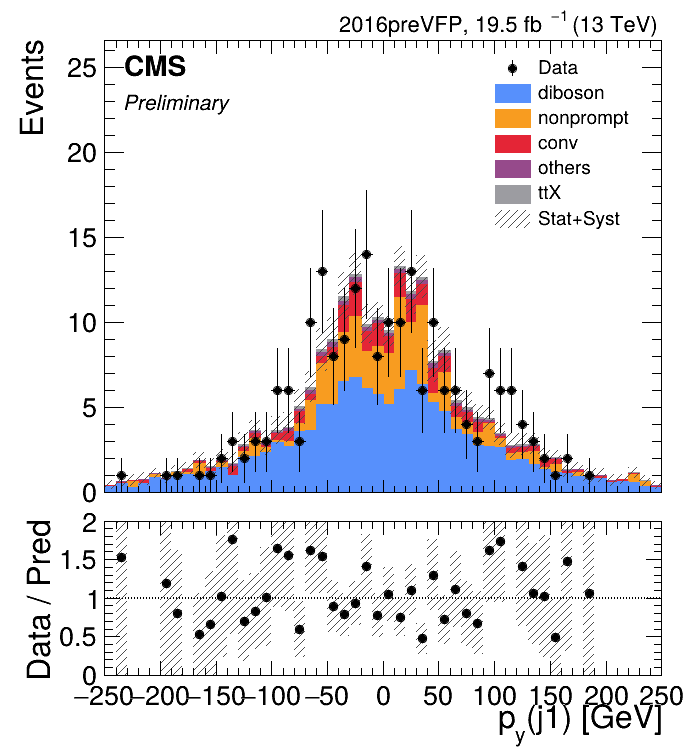 2016preVFP, 19.5 fb⁻¹ (13 TeV)
CMS
Preliminary
Events
25
20
15
10
5
0
Data
diboson
nonprompt
conv
others
ttX
Stat+Syst
Data / Pred
2
1.5
1
0.5
0
−250 −200 −150 −100 −50 0 50 100 150 200 250
p_y(j1) [GeV]